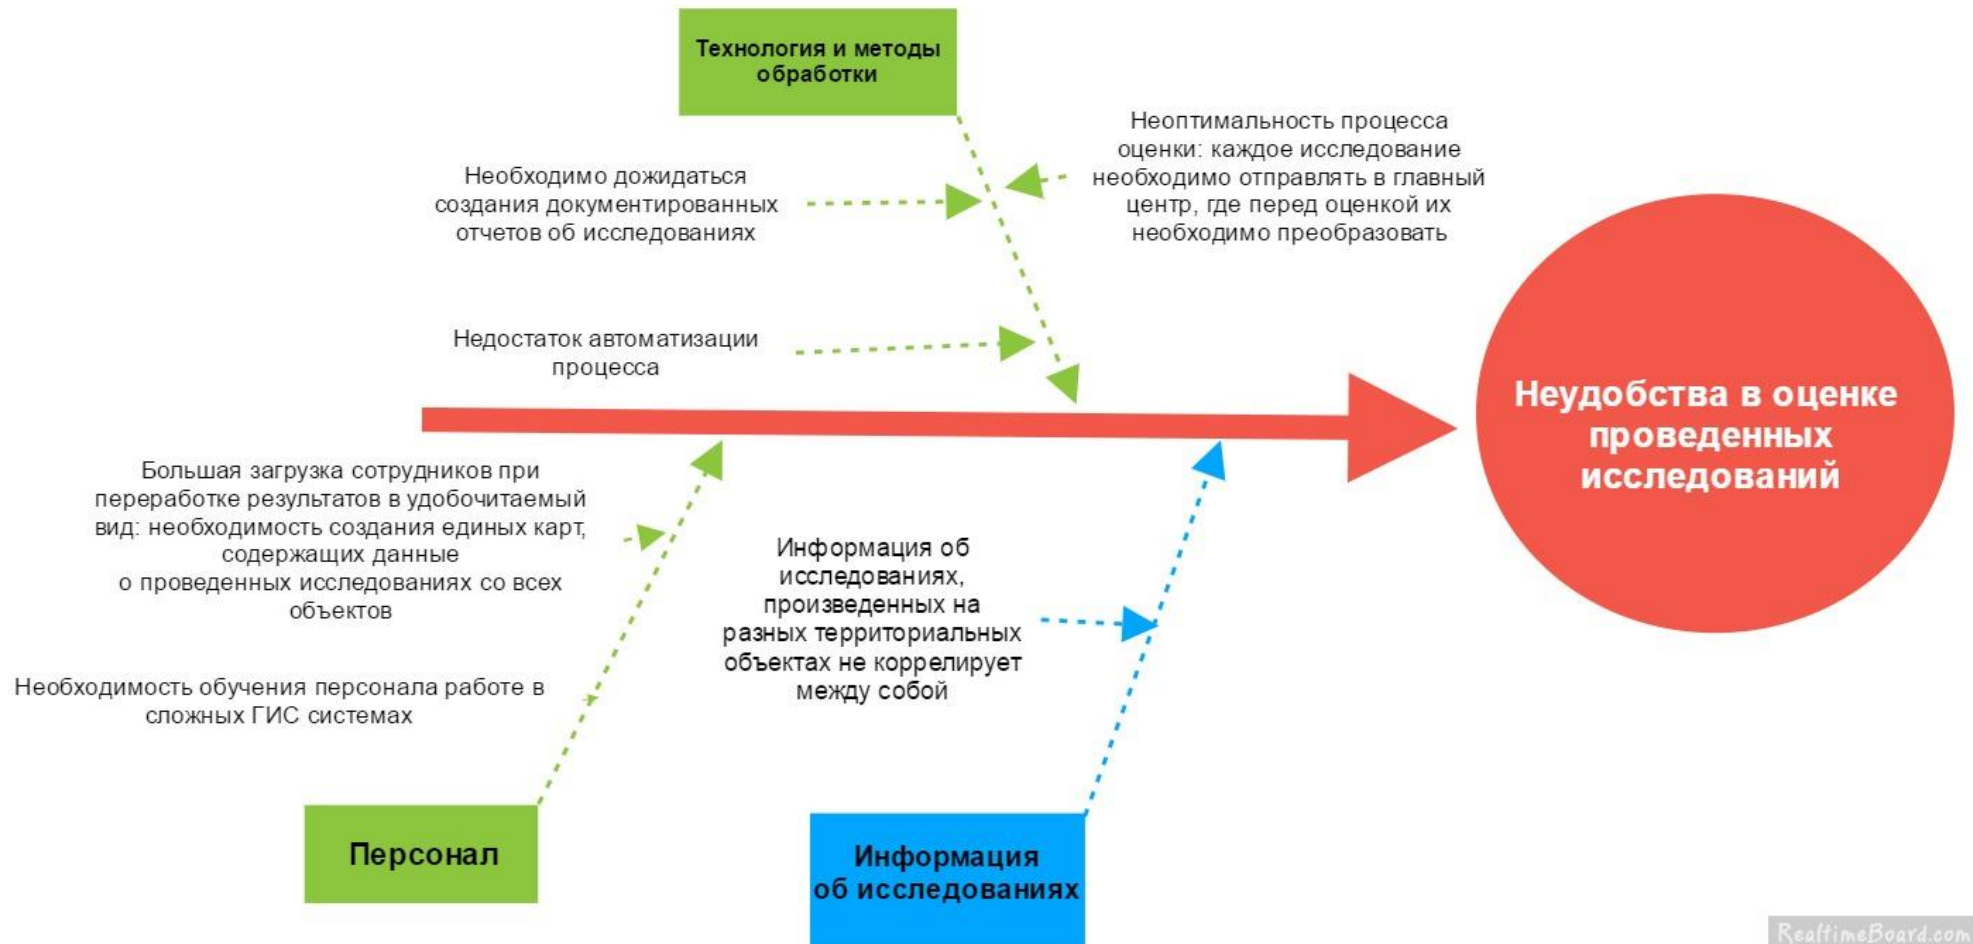 Технология и методы
обработки
Неоптимальность процесса
оценки: каждое исследование
необходимо отправлять в главный
центр, где перед оценкой их
необходимо преобразовать
Необходимо дожидаться
создания документированных
отчетов об исследованиях
Недостаток автоматизации
процесса
Неудобства в оценке
проведенных
исследований
Большая загрузка сотрудников при
переработке результатов в удобочитаемый
вид: необходимость создания единых карт,
содержащих данные
о проведенных исследованиях со всех
объектов
Информация об
исследованиях,
произведенных на
разных территориальных
объектах не коррелирует
между собой
Необходимость обучения персонала работе в
сложных ГИС системах
Персонал
Информация
об исследованиях
RealtimeBoard.com